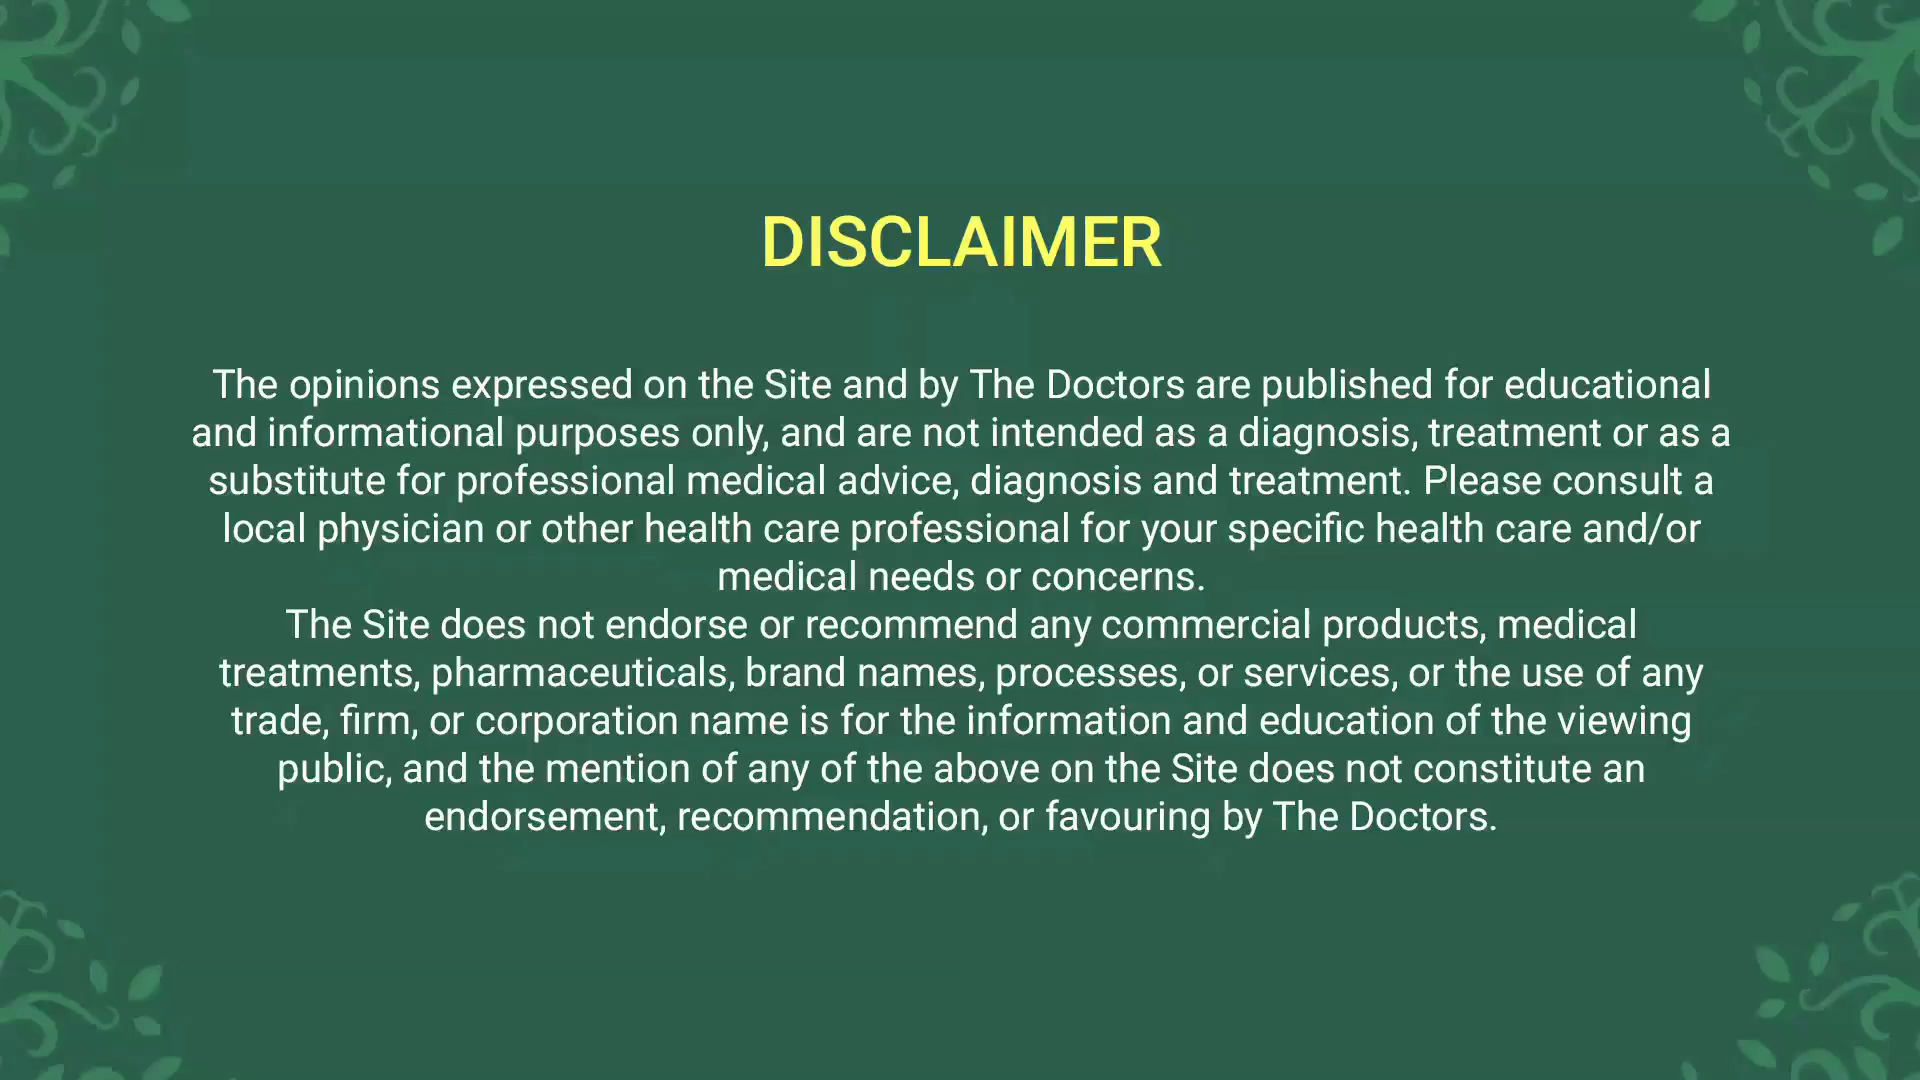 DISCLAIMER
The opinions expressed on the Site and by The Doctors are published for educational
and informational purposes only, and are not intended as a diagnosis, treatment or as a
substitute for professional medical advice, diagnosis and treatment. Please consult a
local physician or other health care professional for your specific health care and/or
medical needs or concerns.
The Site does not endorse or recommend any commercial products, medical
treatments, pharmaceuticals, brand names, processes, or services, or the use of any
trade, firm, or corporation name is for the information and education of the viewing
public, and the mention of any of the above on the Site does not constitute an
endorsement, recommendation, or favouring by The Doctors.